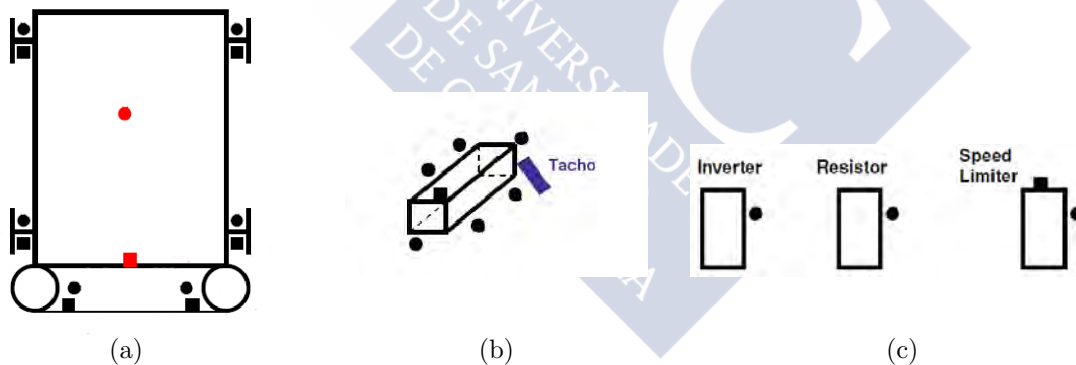 Tacho
Inverter
Resistor
Speed
Limiter
(a)
(b)
(c)